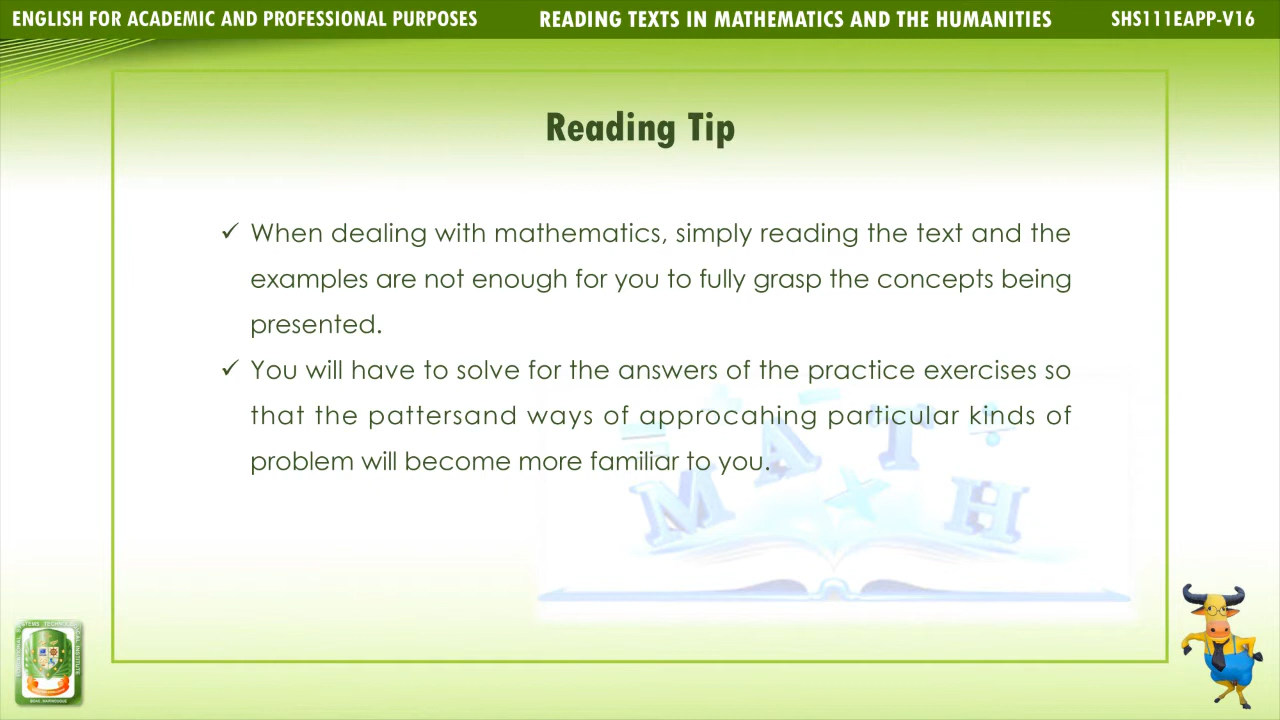 ENGLISH FOR ACADEMIC AND PROFESSIONAL PURPOSES
READING TEXTS IN MATHEMATICS AND THE HUMANITIES
SHS111EAPP-V16
Reading Tip
✓ When dealing with mathematics, simply reading the text and the
examples are not enough for you to fully grasp the concepts being
presented.
✓ You will have to solve for the answers of the practice exercises so
that the pattersand ways of approcahing particular kinds of
problem will become more familiar to you.
MATH